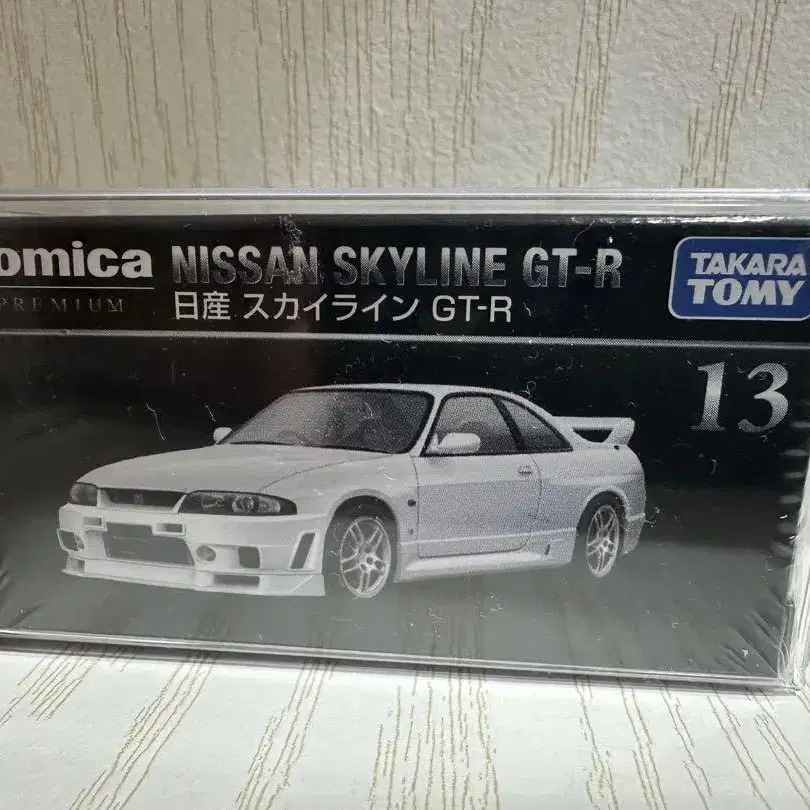 omica
PREMIUM
NISSAN SKYLINE GT-R
日産 スカイライン GT-R
TAKARA
TOMY
13